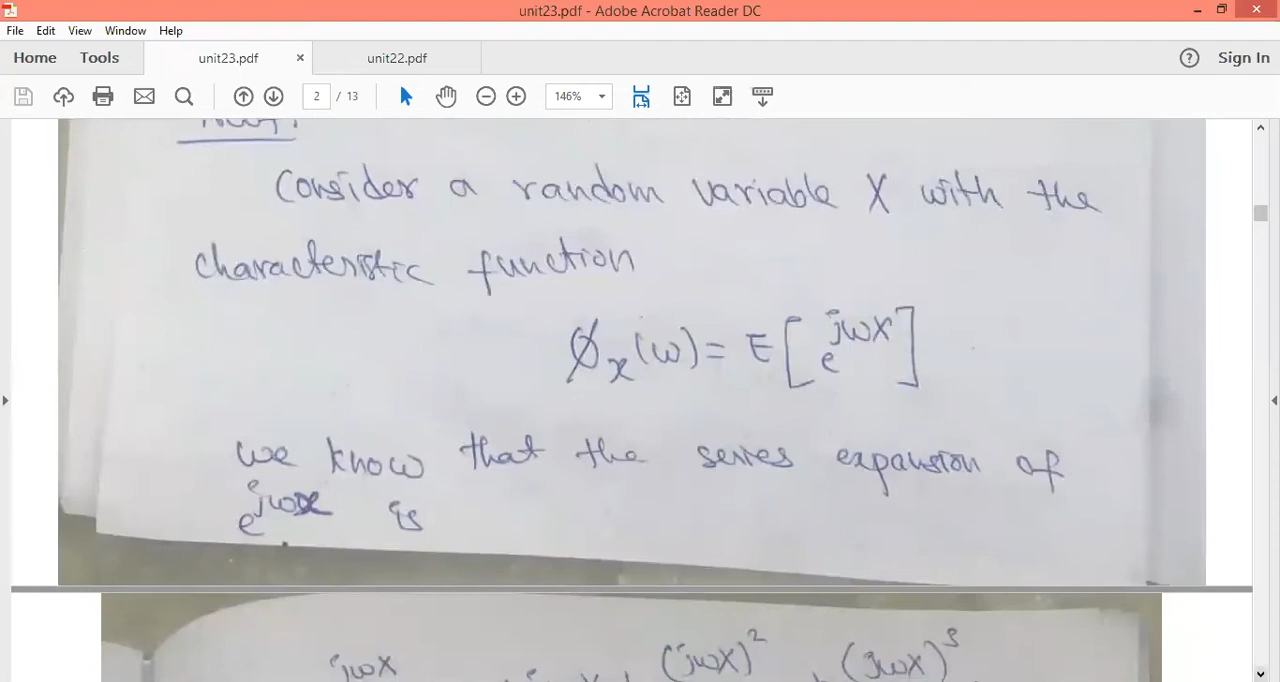 unit23.pdf - Adobe Acrobat Reader DC
File Edit View Window Help
Home Tools unit23.pdf × unit22.pdf Sign In
2 / 13 146%
Consider a random variable X with the
characteristic function
ϕₓ(ω) = E[e^{jωX}]
we know that the series expansion of
e^{jωx} is
e^{jωX} (jωX)^2 (jωX)^3